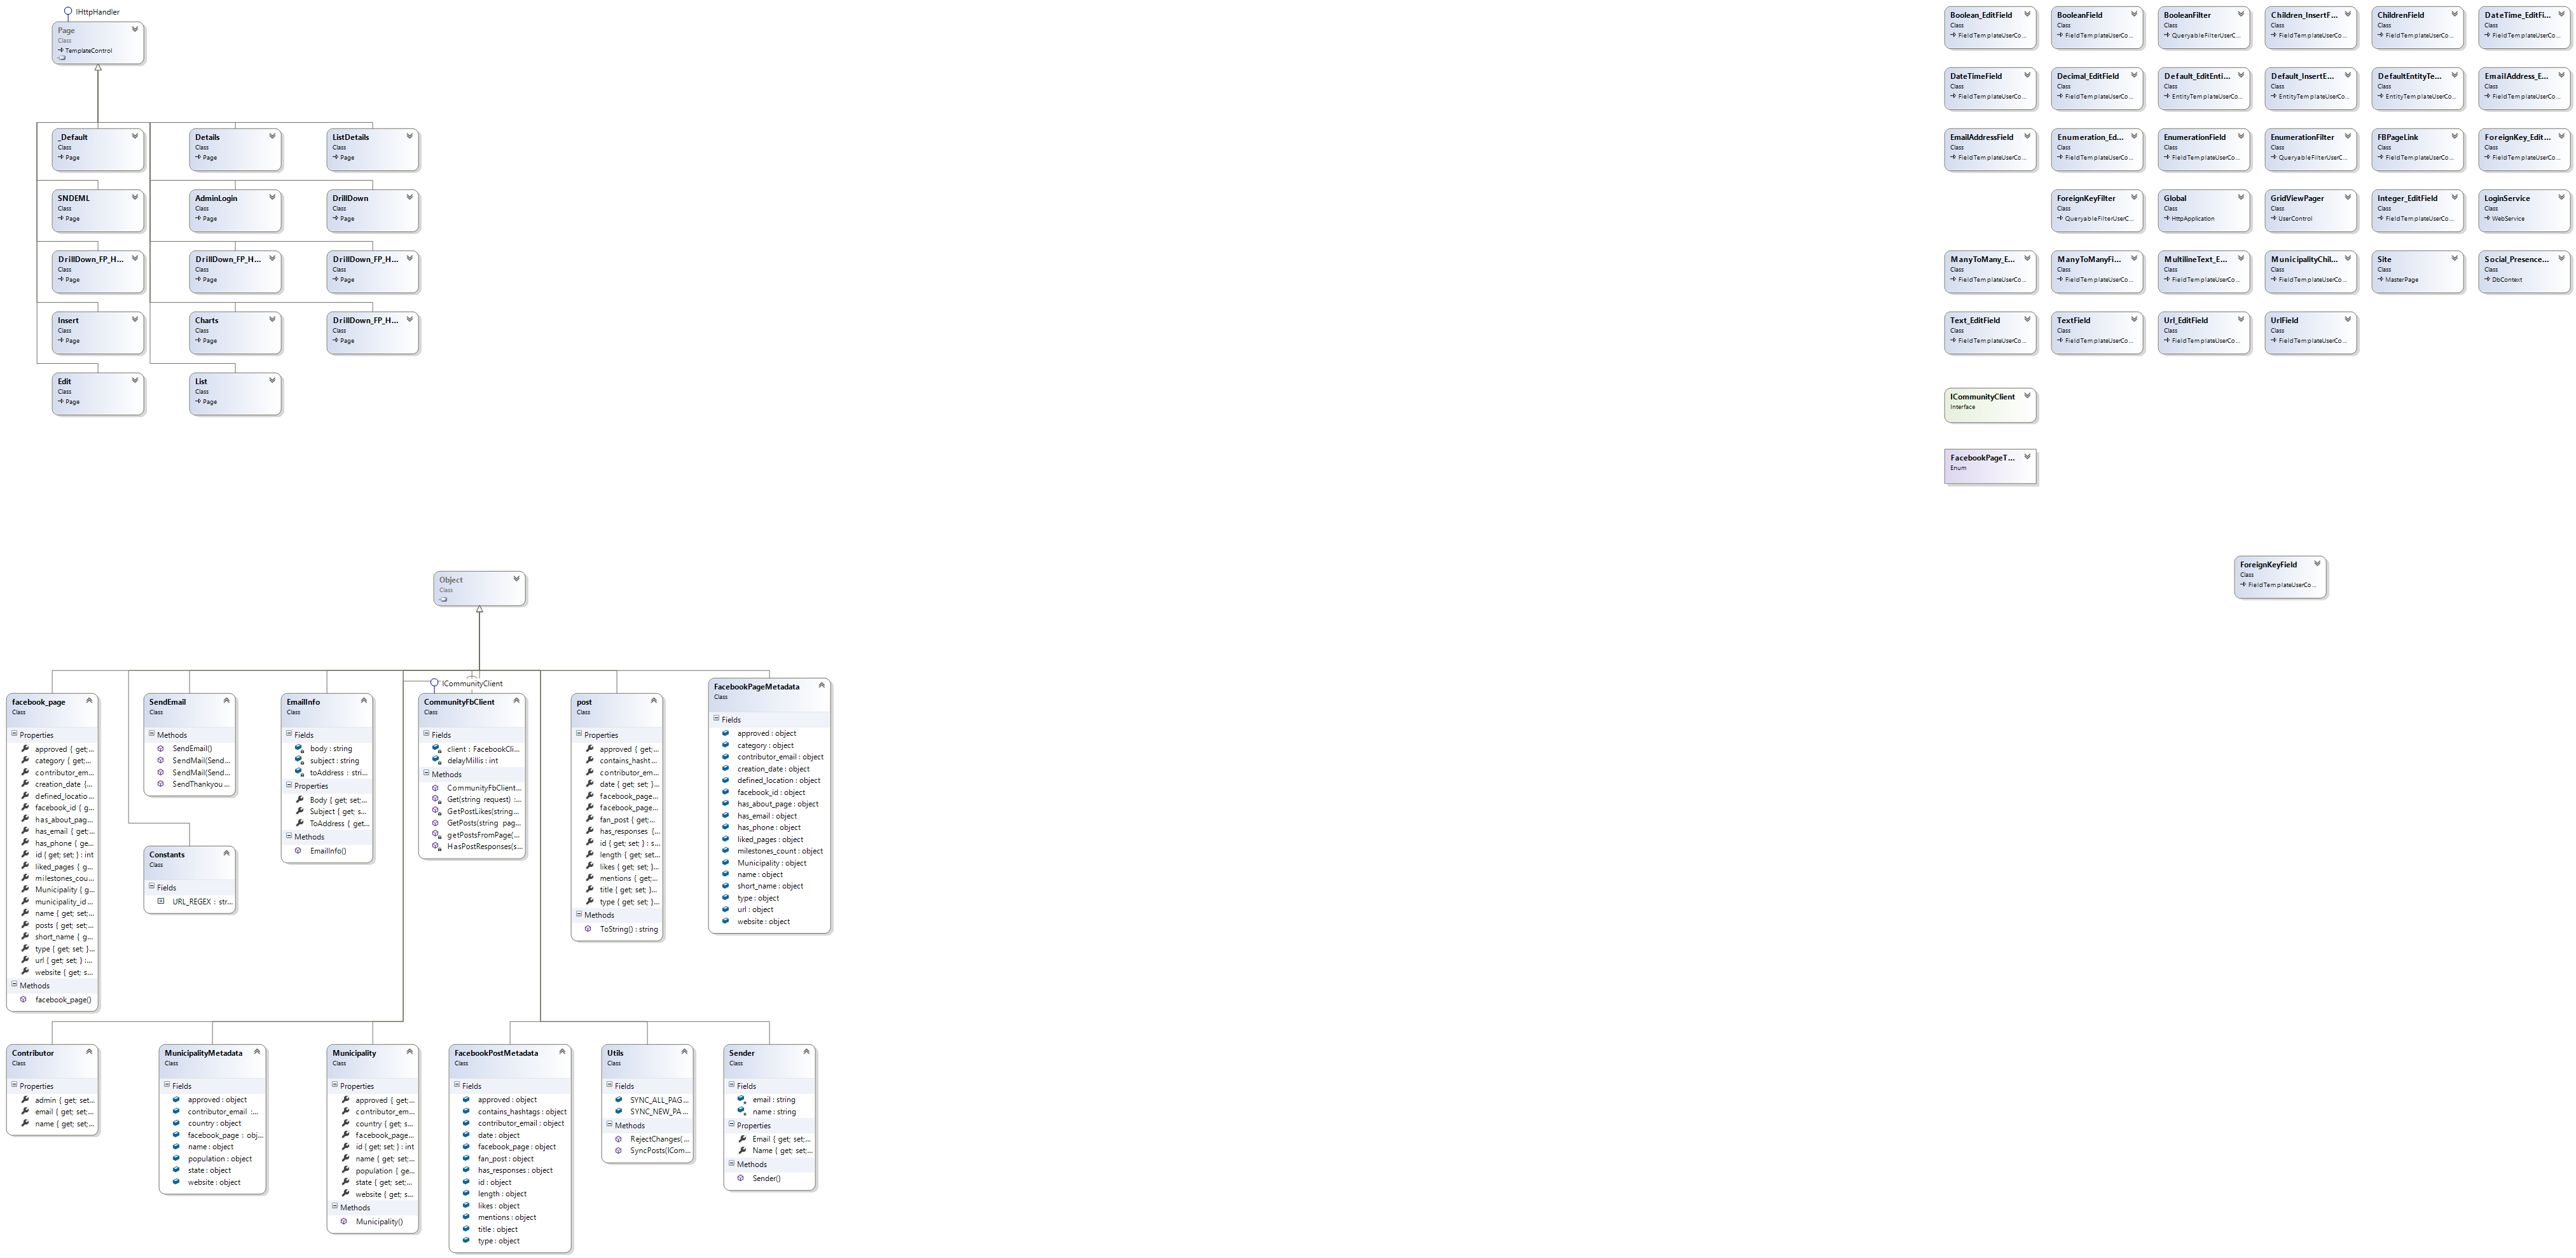 IHttpHandler
Page
Class
TemplateControl
_Default
Class
Page
Details
Class
Page
ListDetails
Class
Page
SNDEML
Class
Page
AdminLogin
Class
Page
DrillDown
Class
Page
DrillDown_FP_H...
Class
Page
DrillDown_FP_H...
Class
Page
DrillDown_FP_H...
Class
Page
Insert
Class
Page
Charts
Class
Page
DrillDown_FP_H...
Class
Page
Edit
Class
Page
List
Class
Page
Boolean_EditField
Class
FieldTemplateUserCo...
BooleanField
Class
FieldTemplateUserCo...
BooleanFilter
Class
QueryableFilterUserC...
Children_InsertF...
Class
FieldTemplateUserCo...
ChildrenField
Class
FieldTemplateUserCo...
DateTime_EditFi...
Class
FieldTemplateUserCo...
DateTimeField
Class
FieldTemplateUserCo...
Decimal_EditField
Class
FieldTemplateUserCo...
Default_EditEnti...
Class
EntityTemplateUserCo...
Default_InsertE...
Class
EntityTemplateUserCo...
DefaultEntityTe...
Class
EntityTemplateUserCo...
EmailAddress_E...
Class
FieldTemplateUserCo...
EmailAddressField
Class
FieldTemplateUserCo...
Enumeration_Ed...
Class
FieldTemplateUserCo...
EnumerationField
Class
FieldTemplateUserCo...
EnumerationFilter
Class
QueryableFilterUserC...
FBPageLink
Class
FieldTemplateUserCo...
ForeignKey_Edit...
Class
FieldTemplateUserCo...
ForeignKeyFilter
Class
QueryableFilterUserC...
Global
Class
HttpApplication
GridViewPager
Class
UserControl
Integer_EditField
Class
FieldTemplateUserCo...
LoginService
Class
WebService
ManyToMany_E...
Class
FieldTemplateUserCo...
ManyToManyFi...
Class
FieldTemplateUserCo...
MultilineText_E...
Class
FieldTemplateUserCo...
MunicipalityChil...
Class
FieldTemplateUserCo...
Site
Class
MasterPage
Social_Presence...
Class
DbContext
Text_EditField
Class
FieldTemplateUserCo...
TextField
Class
FieldTemplateUserCo...
Url_EditField
Class
FieldTemplateUserCo...
UrlField
Class
FieldTemplateUserCo...
ICommunityClient
Interface
FacebookPageT...
Enum
ForeignKeyField
Class
FieldTemplateUserCo...
Object
Class
ICommunityClient
facebook_page
Class
Properties
approved { get;...
category { get;...
contributor_em...
creation_date {...
defined_locatio...
facebook_id { g...
has_about_pag...
has_email { get;...
has_phone { ge...
id { get; set; } : int
liked_pages { g...
milestones_cou...
Municipality { g...
municipality_id ...
name { get; set;...
posts { get; set;...
short_name { g...
type { get; set; }...
url { get; set; } :...
website { get; s...
Methods
facebook_page()
SendEmail
Class
Methods
SendEmail()
SendMail(Send...
SendMail(Send...
SendThankyou...
Constants
Class
Fields
URL_REGEX : str...
EmailInfo
Class
Fields
body : string
subject : string
toAddress : stri...
Properties
Body { get; set;...
Subject { get; s...
ToAddress { get...
Methods
EmailInfo()
CommunityFbClient
Class
Fields
client : FacebookCli...
delayMillis : int
Methods
CommunityFbClient...
Get(string request) :...
GetPostLikes(string...
GetPosts(string pag...
getPostsFromPage(...
HasPostResponses(s...
post
Class
Properties
approved { get;...
contains_hasht...
contributor_em...
date { get; set; }...
facebook_page...
facebook_page...
fan_post { get;...
has_responses {...
id { get; set; } : s...
length { get; set...
likes { get; set; }...
mentions { get;...
title { get; set; }...
type { get; set; }...
Methods
ToString() : string
FacebookPageMetadata
Class
Fields
approved : object
category : object
contributor_email : object
creation_date : object
defined_location : object
facebook_id : object
has_about_page : object
has_email : object
has_phone : object
liked_pages : object
milestones_count : object
Municipality : object
name : object
short_name : object
type : object
url : object
website : object
Contributor
Class
Properties
admin { get; set...
email { get; set;...
name { get; set;...
MunicipalityMetadata
Class
Fields
approved : object
contributor_email :...
country : object
facebook_page : obj...
name : object
population : object
state : object
website : object
Municipality
Class
Properties
approved { get;...
contributor_em...
country { get; s...
facebook_page...
id { get; set; } : int
name { get; set;...
population { ge...
state { get; set;...
website { get; s...
Methods
Municipality()
FacebookPostMetadata
Class
Fields
approved : object
contains_hashtags : object
contributor_email : object
date : object
facebook_page : object
fan_post : object
has_responses : object
id : object
length : object
likes : object
mentions : object
title : object
type : object
Utils
Class
Fields
SYNC_ALL_PAG...
SYNC_NEW_PA...
Methods
RejectChanges(...
SyncPosts(ICom...
Sender
Class
Fields
email : string
name : string
Properties
Email { get; set;...
Name { get; set;...
Methods
Sender()